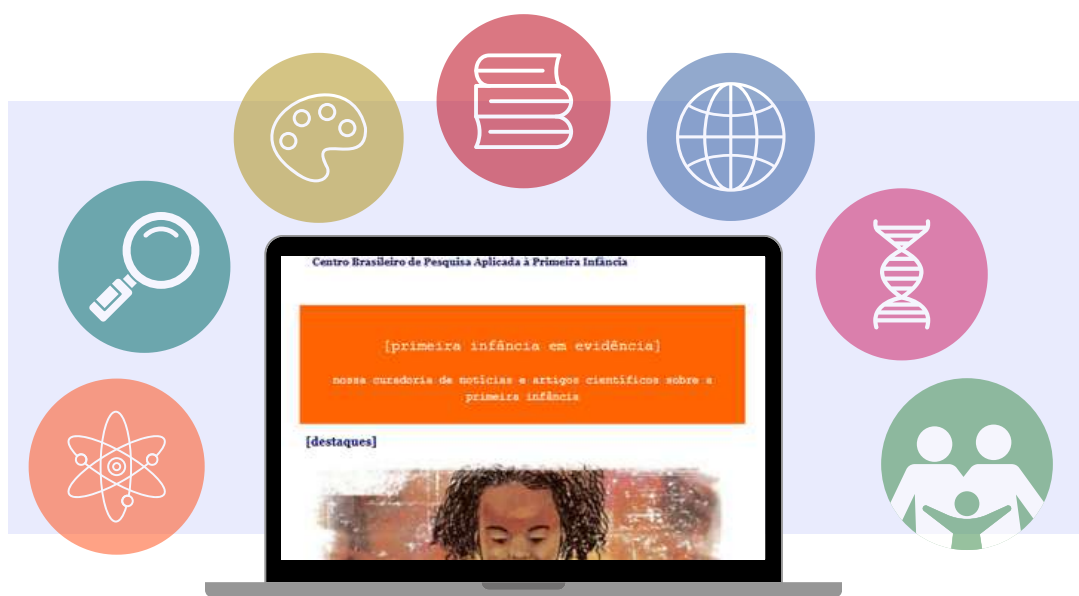 Centro Brasileiro de Pesquisa Aplicada à Primeira Infância
[primeira infância em evidência]
nossa curadoria de notícias e artigos científicos sobre a
primeira infância
[destaques]